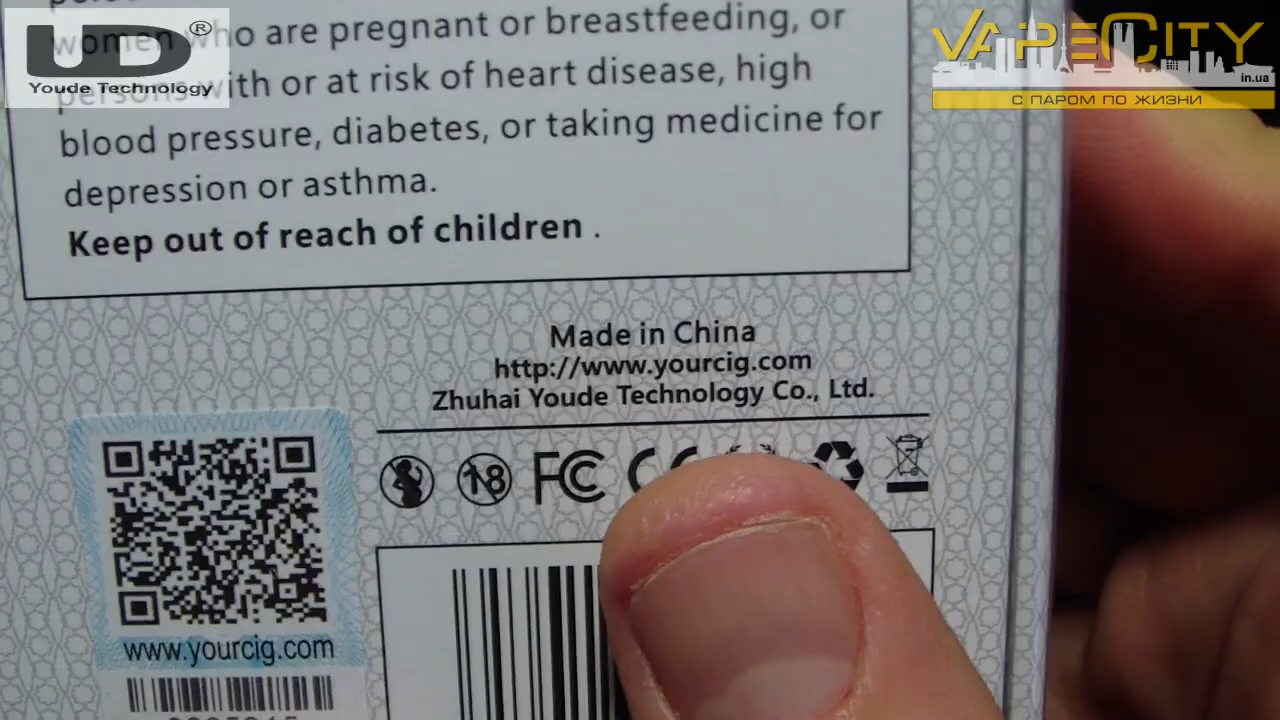 UD®
Youde Technology
VAPECITY
in.ua
С ПАРОМ ПО ЖИЗНИ
women who are pregnant or breastfeeding, or
persons with or at risk of heart disease, high
blood pressure, diabetes, or taking medicine for
depression or asthma.
Keep out of reach of children .
Made in China
http://www.yourcig.com
Zhuhai Youde Technology Co., Ltd.
18 FC
www.yourcig.com